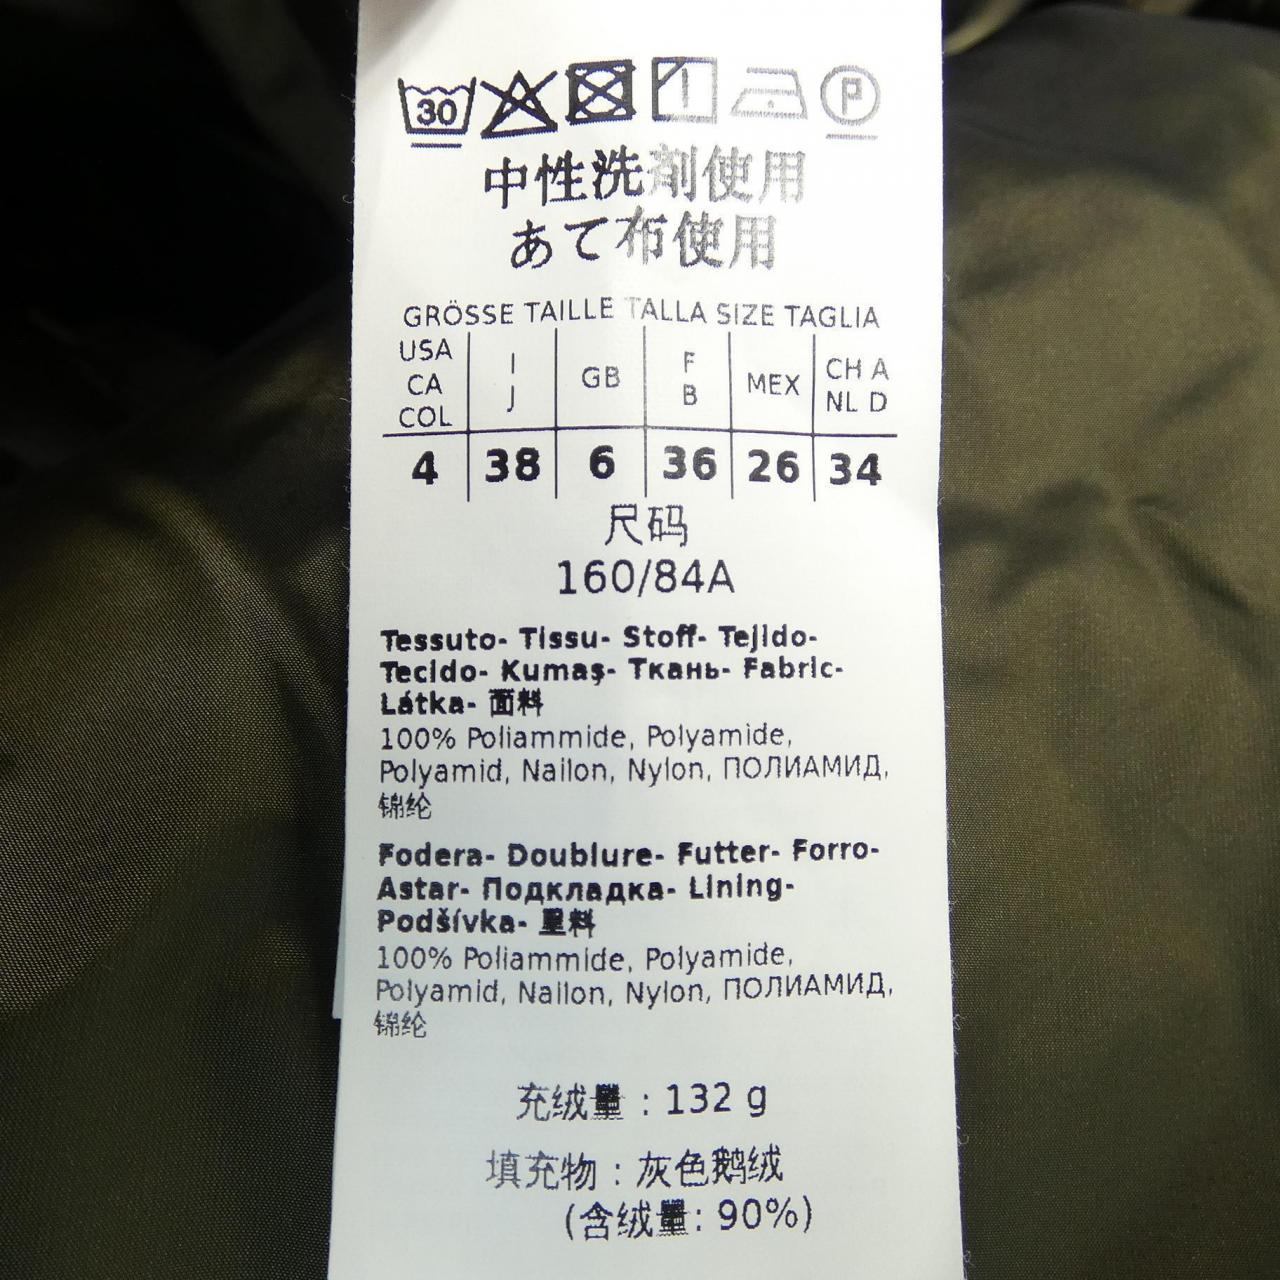 30 P
中性洗剤使用
あて布使用
GRÖSSE TAILLE TALLA SIZE TAGLIA
USA CA COL I J GB F B MEX CH A NL D
4 38 6 36 26 34
尺码
160/84A
Tessuto- Tissu- Stoff- Tejido-
Tecido- Kumaş- Ткань- Fabric-
Látka- 面料
100% Poliammide, Polyamide,
Polyamid, Nailon, Nylon, ПОЛИАМИД,
锦纶
Fodera- Doublure- Futter- Forro-
Astar- Подкладка- Lining-
Podšívka- 里料
100% Poliammide, Polyamide,
Polyamid, Nailon, Nylon, ПОЛИАМИД,
锦纶
充绒量 : 132 g
填充物 : 灰色鹅绒
(含绒量: 90%)